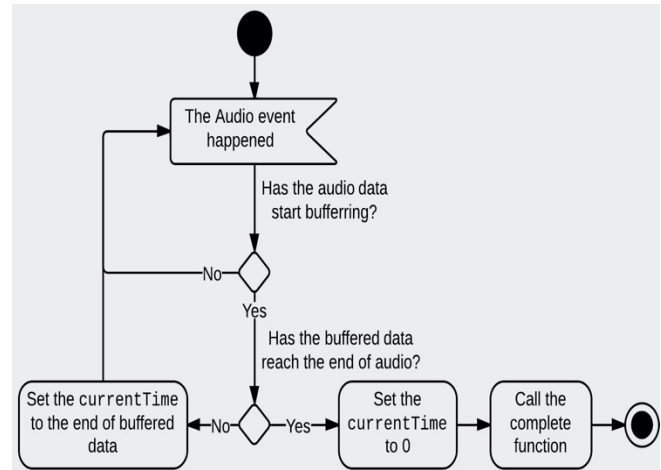 The Audio event
happened
Has the audio data
start bufferring?
No
Yes
Has the buffered data
reach the end of audio?
Set the currentTime
to the end of buffered
data
No
Yes
Set the
currentTime
to 0
Call the
complete
function